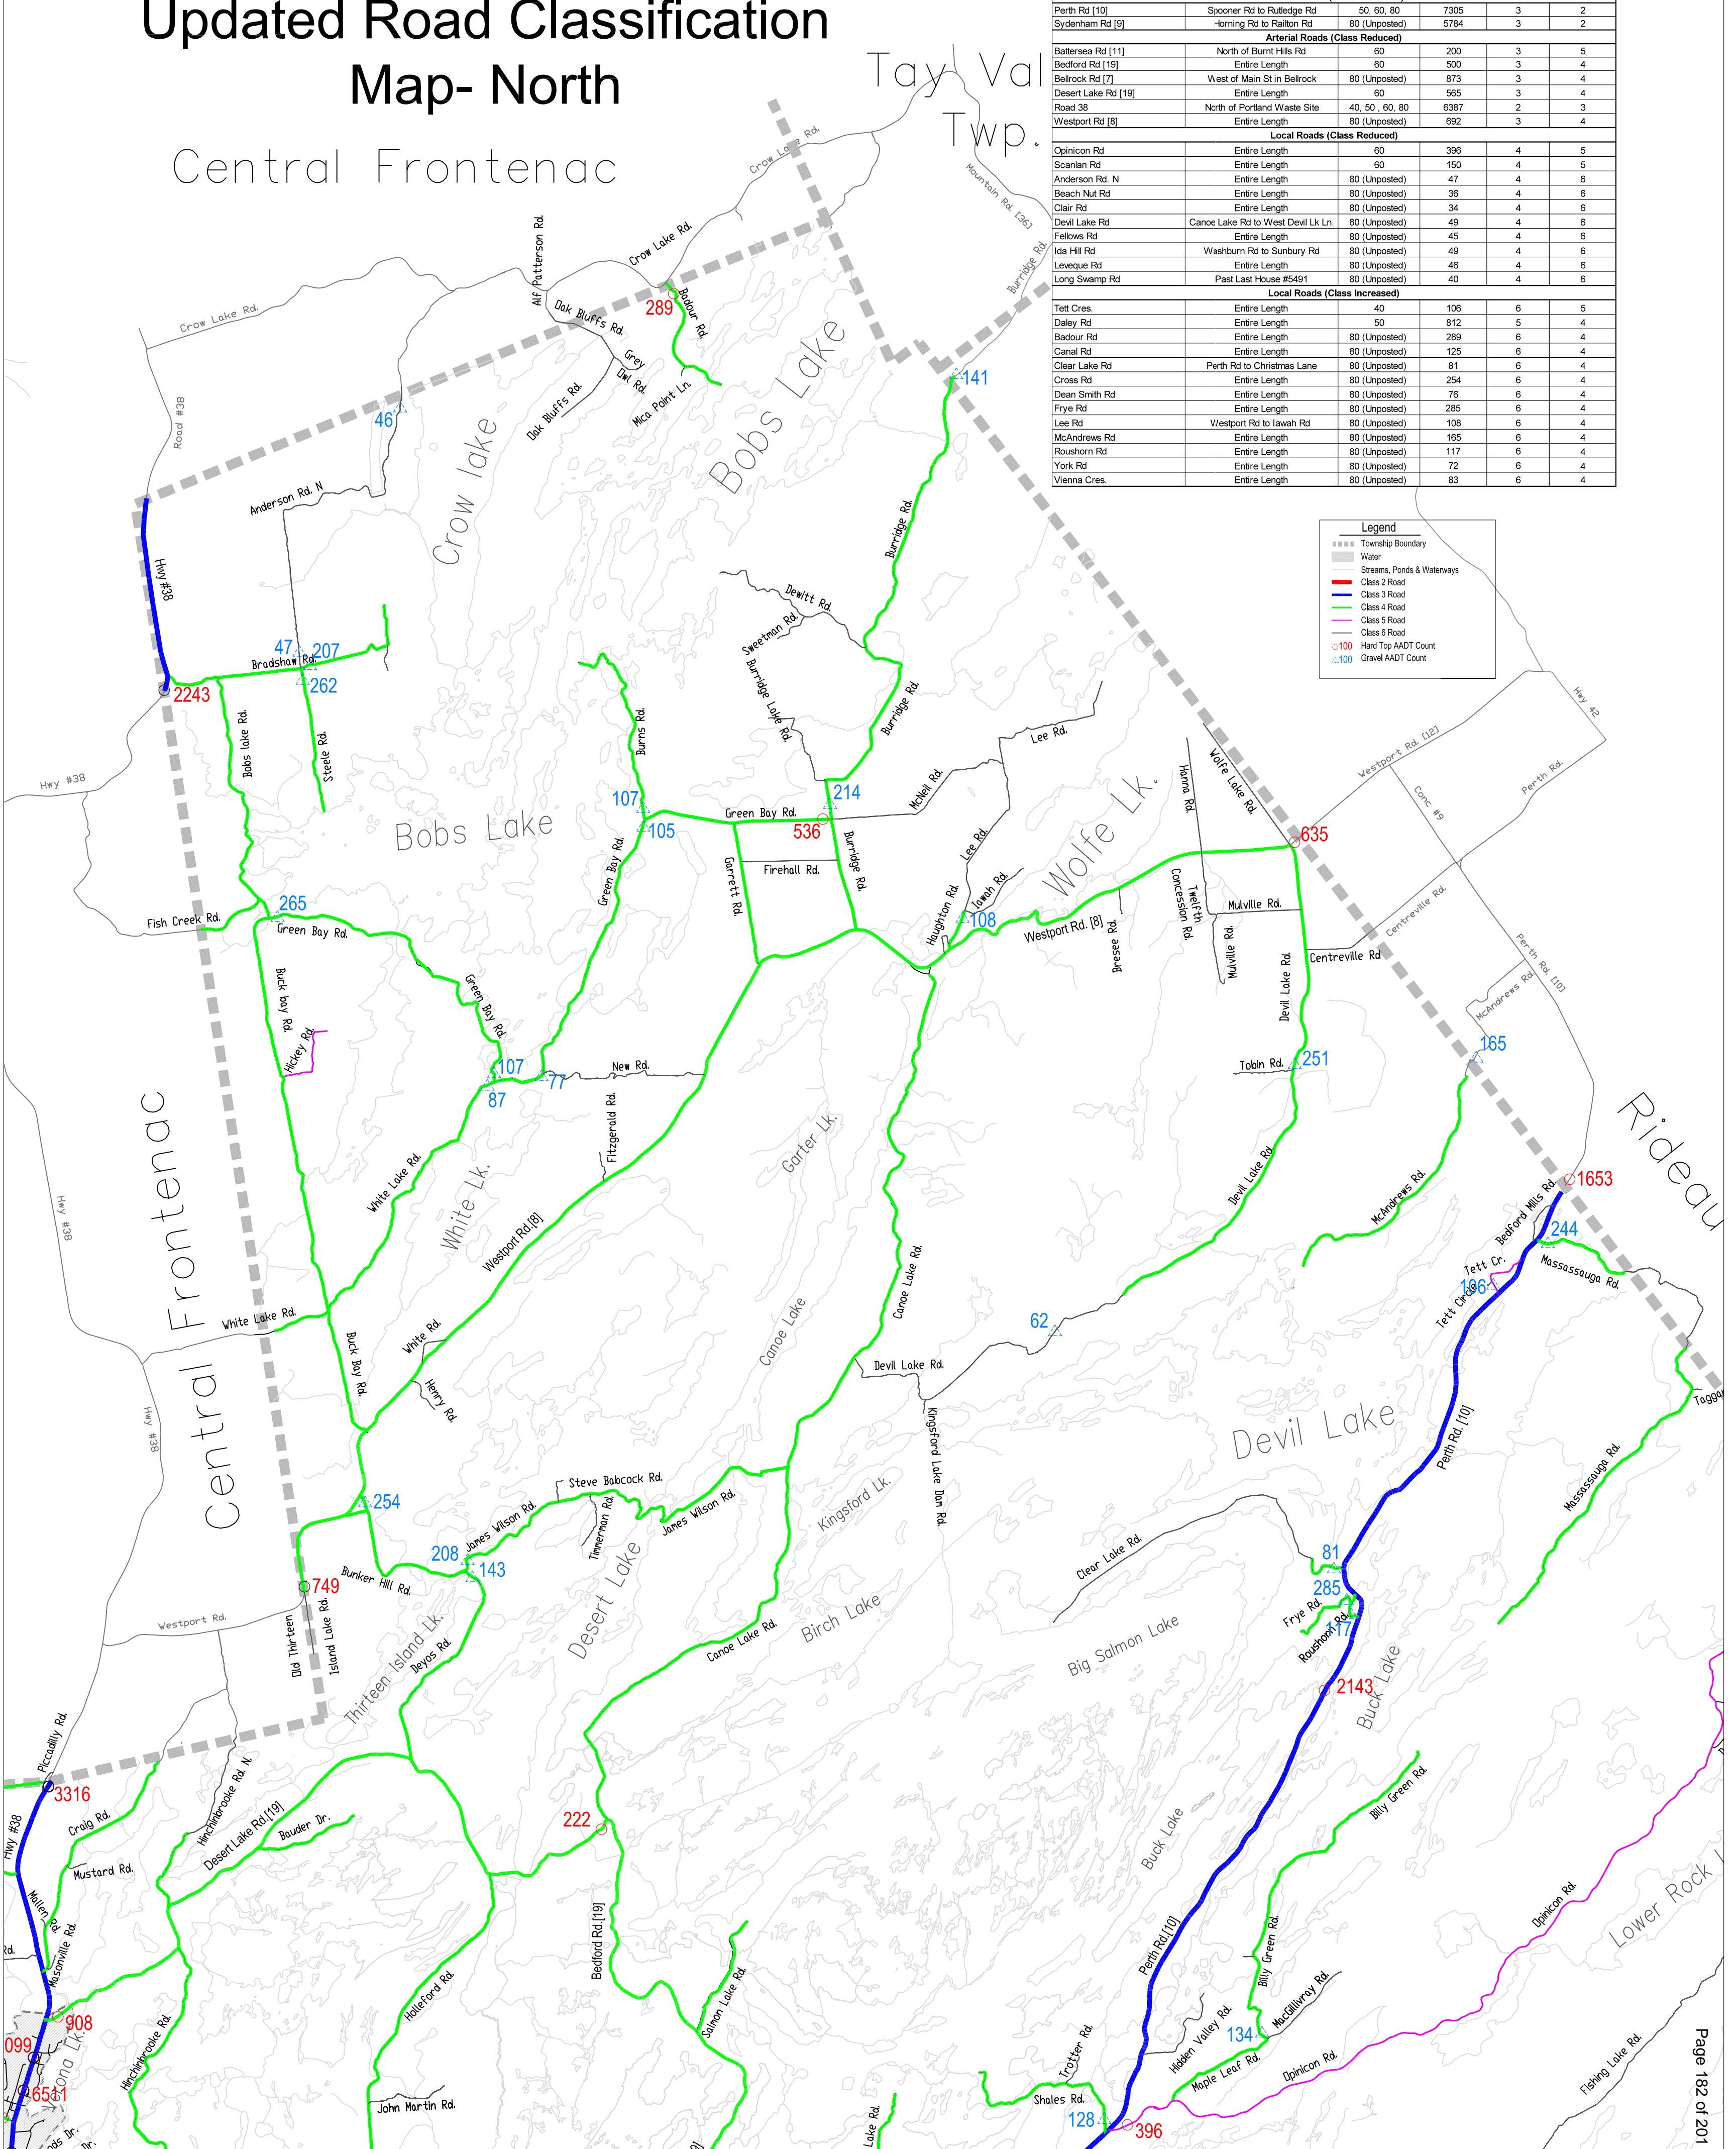 Updated Road Classification
Map- North
Perth Rd [10] Spooner Rd to Rutledge Rd 50, 60, 80 7305 3 2
Sydenham Rd [9] Horning Rd to Railton Rd 80 (Unposted) 5784 3 2
Arterial Roads (Class Reduced)
Battersea Rd [11] North of Burnt Hills Rd 60 200 3 5
Bedford Rd [19] Entire Length 60 500 3 4
Bellrock Rd [7] West of Main St in Bellrock 80 (Unposted) 873 3 4
Desert Lake Rd [19] Entire Length 60 565 3 4
Road 38 North of Portland Waste Site 40, 50 , 60, 80 6387 2 3
Westport Rd [8] Entire Length 80 (Unposted) 692 3 4
Local Roads (Class Reduced)
Opinicon Rd Entire Length 60 396 4 5
Scanlan Rd Entire Length 60 150 4 5
Anderson Rd. N Entire Length 80 (Unposted) 47 4 6
Beach Nut Rd Entire Length 80 (Unposted) 36 4 6
Clair Rd Entire Length 80 (Unposted) 34 4 6
Devil Lake Rd Canoe Lake Rd to West Devil Lk Ln. 80 (Unposted) 49 4 6
Fellows Rd Entire Length 80 (Unposted) 45 4 6
Ida Hill Rd Washburn Rd to Sunbury Rd 80 (Unposted) 49 4 6
Leveque Rd Entire Length 80 (Unposted) 46 4 6
Long Swamp Rd Past Last House #5491 80 (Unposted) 40 4 6
Local Roads (Class Increased)
Tett Cres. Entire Length 40 106 6 5
Daley Rd Entire Length 50 812 5 4
Badour Rd Entire Length 80 (Unposted) 289 6 4
Canal Rd Entire Length 80 (Unposted) 125 6 4
Clear Lake Rd Perth Rd to Christmas Lane 80 (Unposted) 81 6 4
Cross Rd Entire Length 80 (Unposted) 254 6 4
Dean Smith Rd Entire Length 80 (Unposted) 76 6 4
Frye Rd Entire Length 80 (Unposted) 285 6 4
Lee Rd Westport Rd to Iawah Rd 80 (Unposted) 108 6 4
McAndrews Rd Entire Length 80 (Unposted) 165 6 4
Roushorn Rd Entire Length 80 (Unposted) 117 6 4
York Rd Entire Length 80 (Unposted) 72 6 4
Vienna Cres. Entire Length 80 (Unposted) 83 6 4
Legend
Township Boundary
Water
Streams, Ponds & Waterways
Class 2 Road
Class 3 Road
Class 4 Road
Class 5 Road
Class 6 Road
100 Hard Top AADT Count
100 Gravel AADT Count
Tay Val
Twp.
Central Frontenac
Crow Lake Rd.
Mountain Rd. [36]
Burridge Rd.
Alf Patterson Rd.
Crow Lake Rd.
289
Badour Rd.
Oak Bluffs Rd.
Crow Lake Rd.
Grey
Owl Rd.
Oak Bluffs Rd.
Mica Point Ln.
Bobs Lake
141
Road #38
46
Crow lake
Anderson Rd. N
Burridge Rd.
Hwy #38
Dewitt Rd.
Sweetman Rd.
47
207
Bradshaw Rd.
262
2243
Burridge Lake Rd.
Burridge Rd.
Bobs lake Rd.
Steele Rd.
Burns Rd.
Lee Rd.
Hwy #38
Hwy 42
Westport Rd. [12]
Perth Rd.
Conc #9
Wolfe Lake Rd.
Hanna Rd.
McNeil Rd.
107
105
214
Green Bay Rd.
536
Bobs Lake
635
Lee Rd.
Wolfe Lk.
Firehall Rd.
Garrett Rd.
Burridge Rd.
Green Bay Rd.
Iawah Rd.
Haughton Rd.
108
Westport Rd. [8]
Brasee Rd.
Twelfth
Concession Rd.
Mulville Rd.
Mulville Rd.
Centreville Rd.
Centreville Rd
265
Fish Creek Rd.
Green Bay Rd.
Devil Lake Rd.
Perth Rd. [10]
McAndrews Rd.
Buck bay Rd.
Hickey Rd.
Green Bay Rd.
107
77
87
New Rd.
Tobin Rd.
251
165
Fitzgerald Rd.
Garter Lk.
White Lake Rd.
White Lk.
Westport Rd.[8]
Devil Lake Rd.
McAndrews Rd.
Bedford Mills Rd.
1653
Rideau
244
Massassauga Rd.
Tett Cr.
106
Tett Circle
Central Frontenac
Hwy #38
White Lake Rd.
Buck Bay Rd.
White Rd.
Henry Rd.
Canoe Lake
Canoe Lake Rd.
62
Devil Lake Rd.
Kingsford Lake Dam Rd.
Devil Lake
Perth Rd.[10]
Taggar
Massassauga Rd.
Hwy #38
254
Steve Babcock Rd.
James Wilson Rd.
Timmerman Rd.
James Wilson Rd.
Kingsford Lk.
208
143
Bunker Hill Rd.
749
Westport Rd.
Old Thirteen
Island Lake Rd.
Thirteen Island Lk.
Deyos Rd.
Desert Lake
Canoe Lake Rd.
Birch Lake
Clear Lake Rd.
81
285
Frye Rd.
117
Roushorn Rd.
Big Salmon Lake
2143
Buck Lake
Piccadilly Rd.
3316
Craig Rd.
Hinchinbrooke Rd. N.
Desert Lake Rd.[19]
Bauder Dr.
222
Mustard Rd.
Hwy #38
Mallen Rd.
Masonville Rd.
Rd.
Buck Lake
Billy Green Rd.
Opinicon Rd.
Lower Rock L
Bedford Rd.[19]
Perth Rd.[10]
Billy Green Rd.
Holleford Rd.
Salmon Lake Rd.
908
099
6511
Hinchinbrooke Rd.
John Martin Rd.
Lake Rd.
Trotter Rd.
Shales Rd.
128
396
Hidden Valley Rd.
134
MacGillivray Rd.
Maple Leaf Rd.
Opinicon Rd.
Fishing Lake Rd.
ds Dr.
Dr.
Page 182 of 201